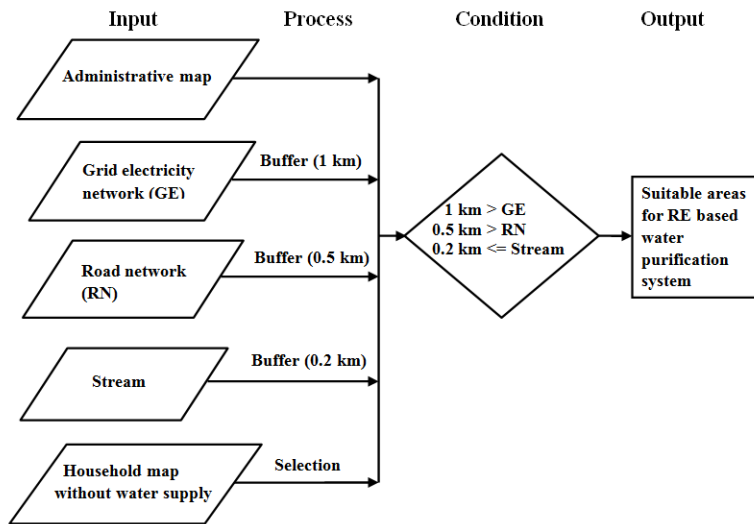 Input Process Condition Output
Administrative map
Grid electricity
network (GE)
Buffer (1 km)
Road network
(RN)
Buffer (0.5 km)
Stream
Buffer (0.2 km)
Household map
without water supply
Selection
1 km > GE
0.5 km > RN
0.2 km <= Stream
Suitable areas
for RE based
water
purification
system